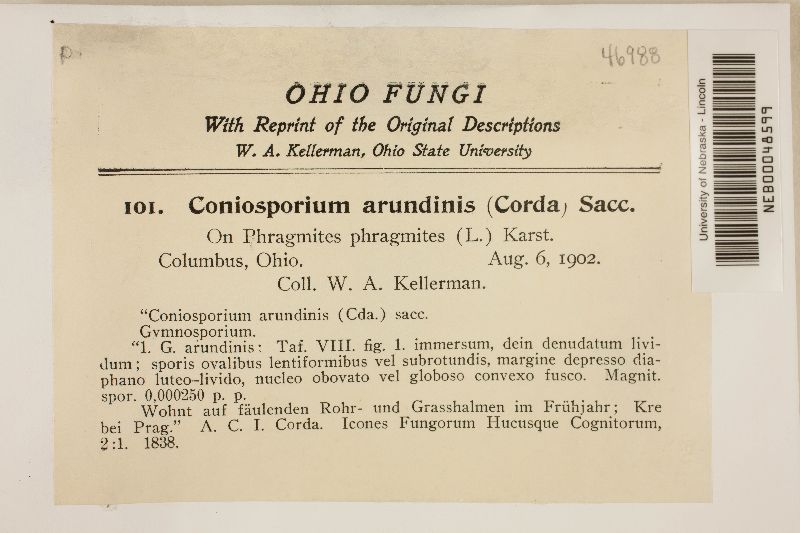 P
46988
OHIO FUNGI
With Reprint of the Original Descriptions
W. A. Kellerman, Ohio State University
101. Coniosporium arundinis (Corda) Sacc.
On Phragmites phragmites (L.) Karst.
Columbus, Ohio. Aug. 6, 1902.
Coll. W. A. Kellerman.
"Coniosporium arundinis (Cda.) sacc.
Gymnosporium.
"1. G. arundinis: Taf. VIII. fig. 1. immersum, dein denudatum livi-
dum; sporis ovalibus lentiformibus vel subrotundis, margine depresso dia-
phano luteo-livido, nucleo obovato vel globoso convexo fusco. Magnit.
spor. 0,000250 p. p.
Wohnt auf fäulenden Rohr- und Grasshalmen im Frühjahr; Kre
bei Prag." A. C. I. Corda. Icones Fungorum Hucusque Cognitorum,
2:1. 1838.
University of Nebraska - Lincoln
NEB00048599